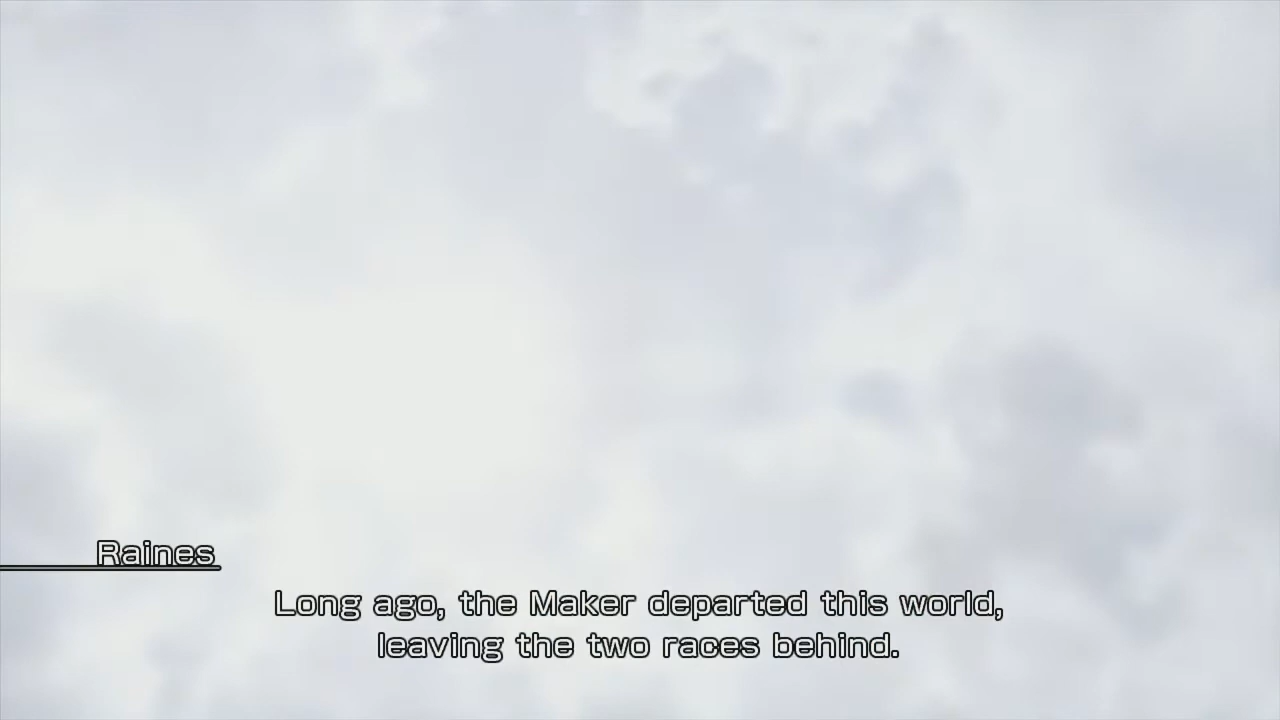 Raines
Long ago, the Maker departed this world,
leaving the two races behind.